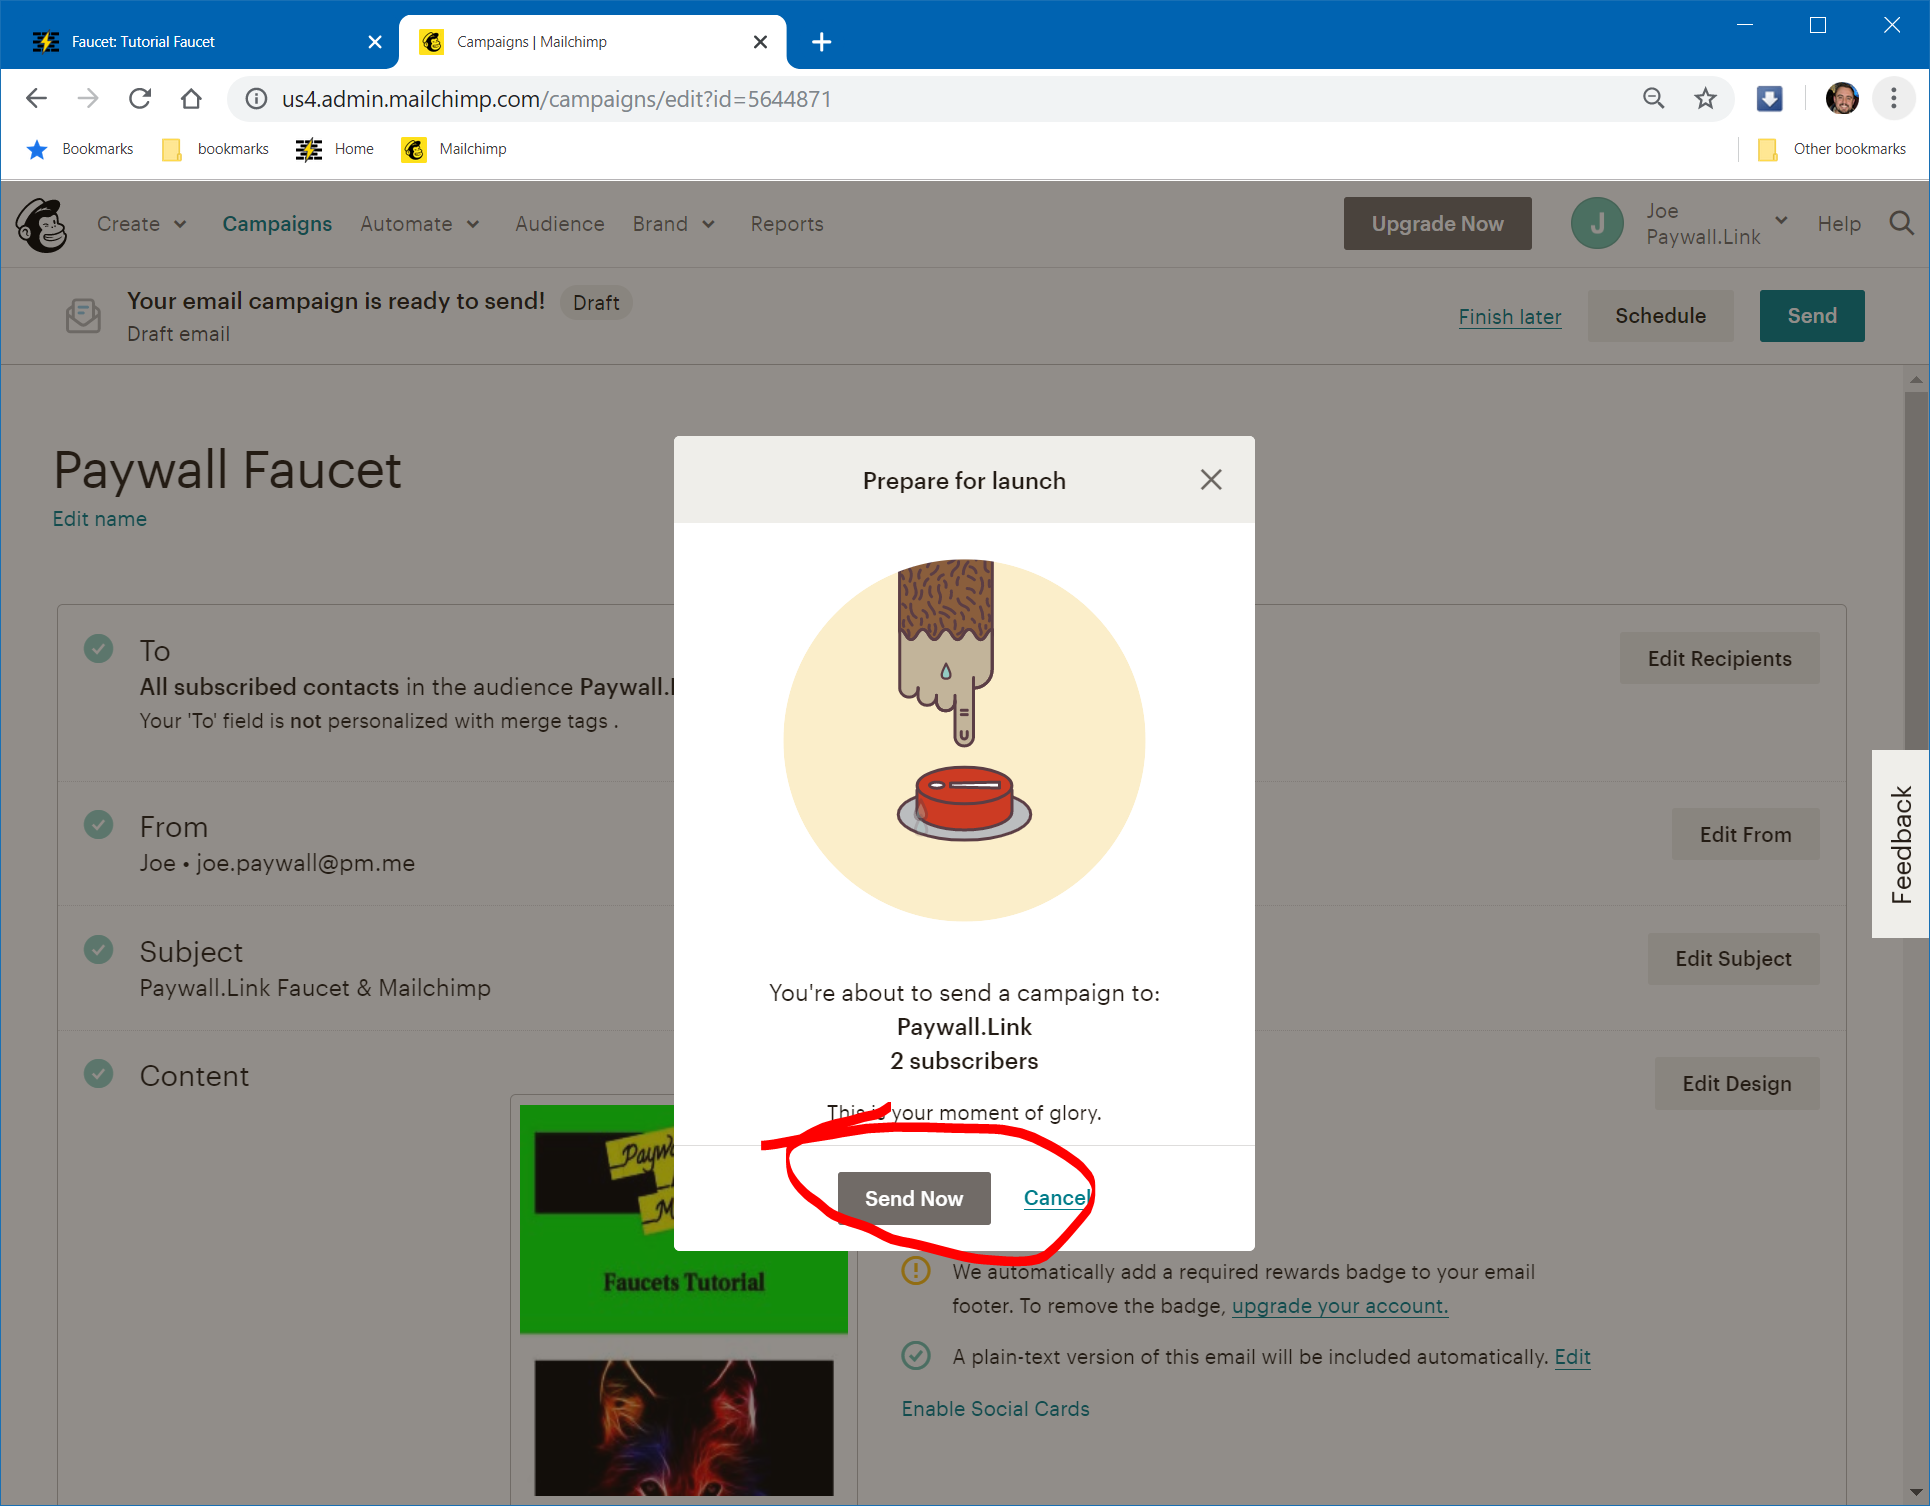 Faucet: Tutorial Faucet
Campaigns | Mailchimp
us4.admin.mailchimp.com/campaigns/edit?id=5644871
Bookmarks
bookmarks
Home
Mailchimp
Other bookmarks
Create
Campaigns
Automate
Audience
Brand
Reports
Upgrade Now
J
Joe
Paywall.Link
Help
Your email campaign is ready to send!
Draft
Draft email
Finish later
Schedule
Send
Paywall Faucet
Edit name
To
All subscribed contacts in the audience
Your 'To' field is not personalized with merge tags .
Edit Recipients
From
Joe • joe.paywall@pm.me
Edit From
Subject
Paywall.Link Faucet & Mailchimp
Edit Subject
Content
Edit Design
Faucets Tutorial
Prepare for launch
You're about to send a campaign to:
Paywall.Link
2 subscribers
This is your moment of glory.
Send Now
Cancel
We automatically add a required rewards badge to your email
footer. To remove the badge, upgrade your account.
A plain-text version of this email will be included automatically. Edit
Enable Social Cards
Feedback